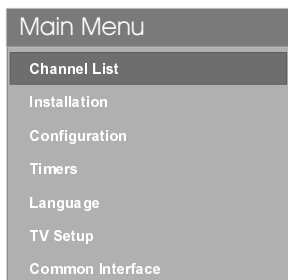 Main Menu
Channel List
Installation
Configuration
Timers
Language
TV Setup
Common Interface